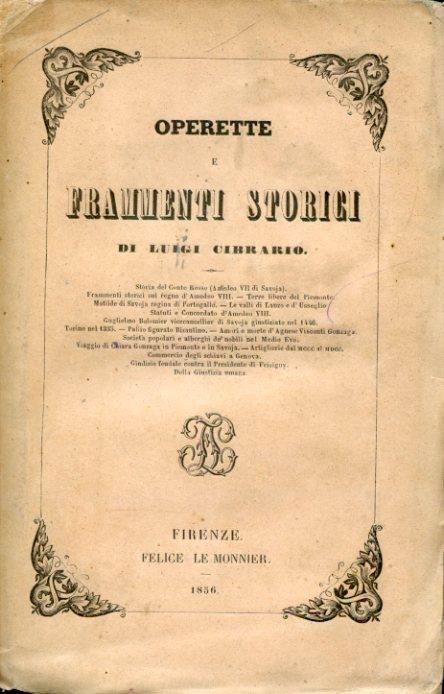 OPERETTE
E
FRAMMENTI STORICI
DI LUIGI CIBRARIO.
Storia del Conte Rosso (Amedeo VII di Savoja).
Frammenti storici sul regno d'Amedeo VIII. — Terre libere del Piemonte.
Matilde di Savoja regina di Portogallo. — Le valli di Lanzo e d'Usseglio.
Statuti e Concordato d'Amedeo VIII.
Guglielmo Bolomier vicecancellier di Savoja giustiziato nel 1446.
Torino nel 1335. — Pallio figurato Bizantino. — Amori e morte d'Agnese Visconti Gonzaga.
Società popolari e alberghi de' nobili nel Medio Evo.
Viaggio di Chiara Gonzaga in Piemonte e in Savoja. — Artiglierie dal MCCC al MDCC.
Commercio degli schiavi a Genova.
Giudizio feudale contro il Presidente di Frisigny.
Della Giustizia umana.
FIRENZE.
FELICE LE MONNIER.
1856.